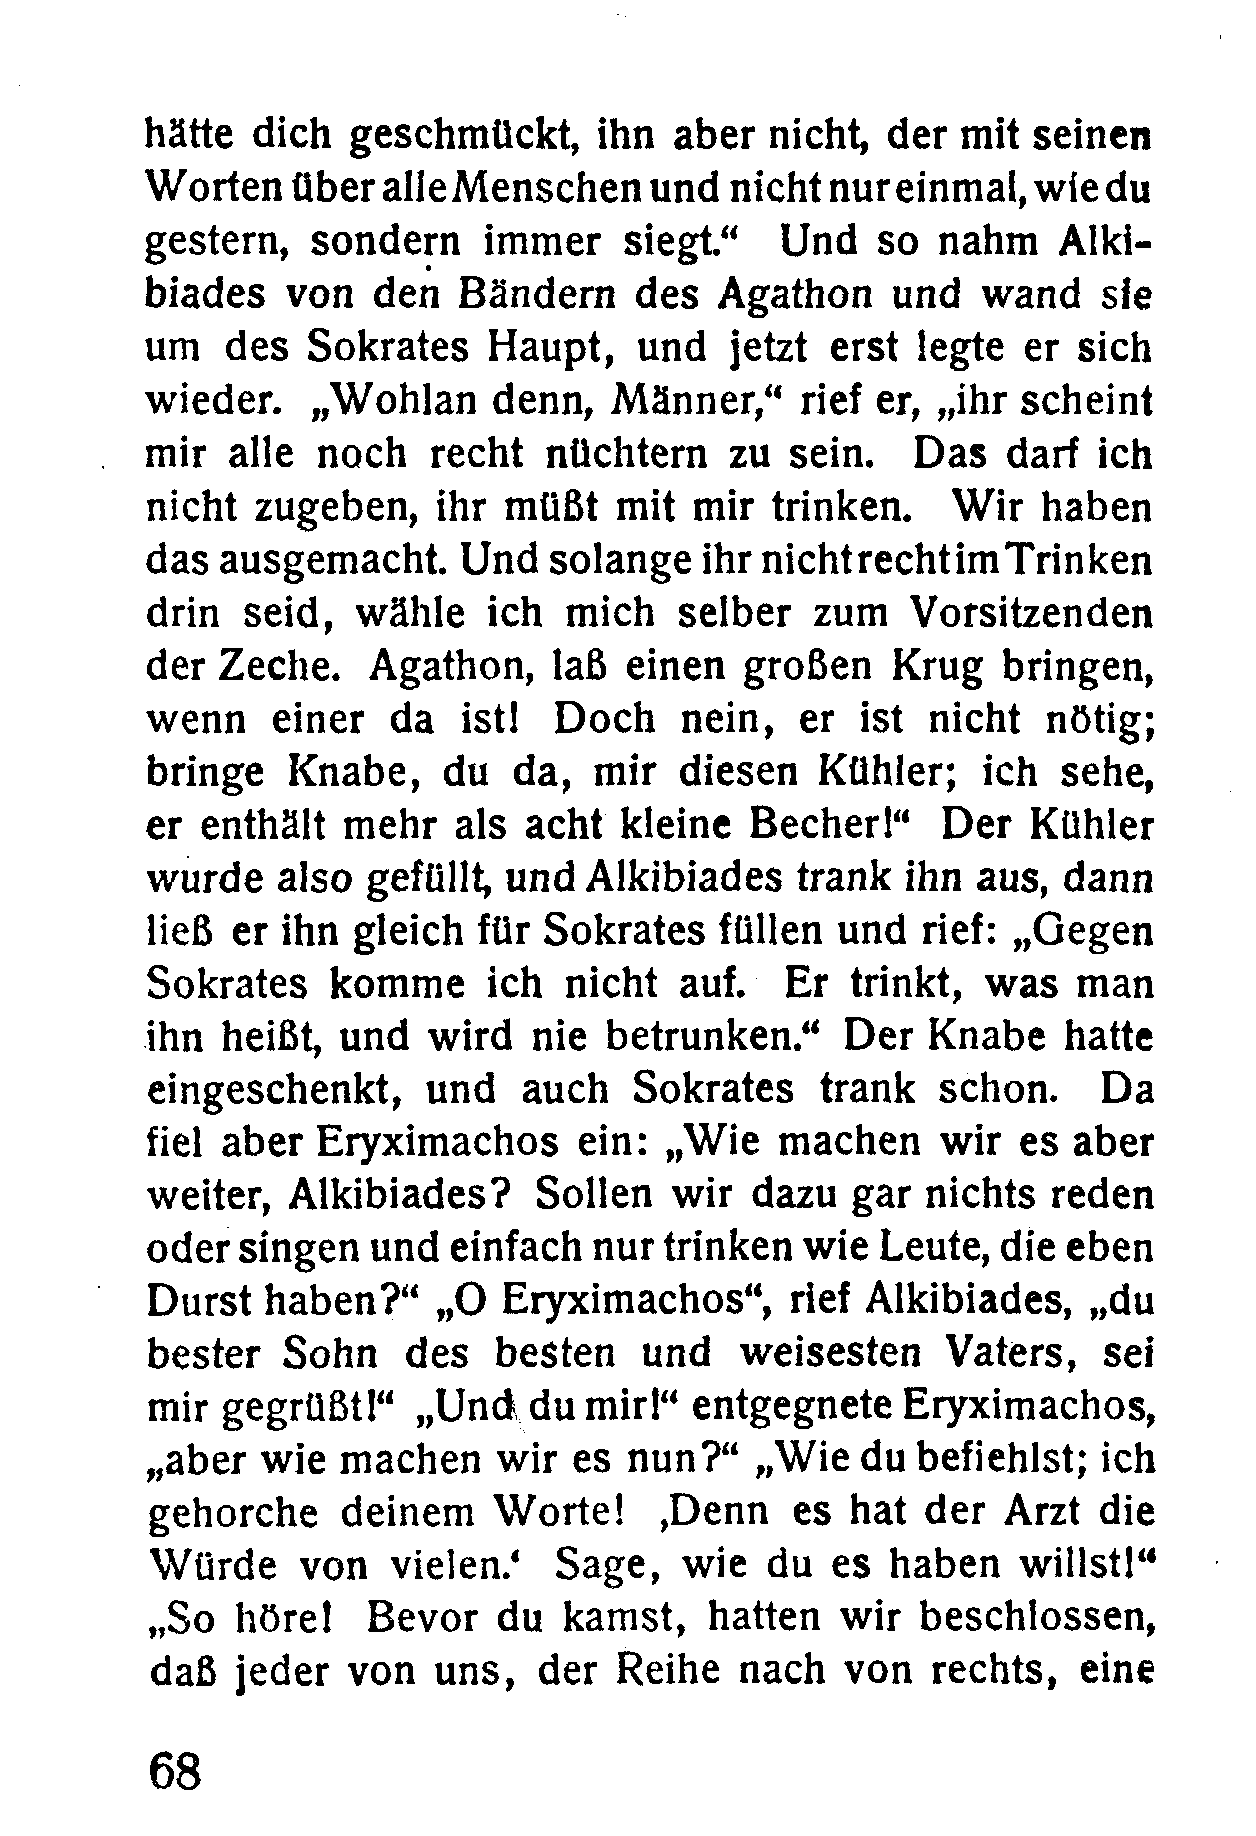 hätte dich geschmückt, ihn aber nicht, der mit seinen
Worten über alle Menschen und nicht nur einmal, wie du
gestern, sondern immer siegt.“ Und so nahm Alki-
biades von den Bändern des Agathon und wand sie
um des Sokrates Haupt, und jetzt erst legte er sich
wieder. „Wohlan denn, Männer,“ rief er, „ihr scheint
mir alle noch recht nüchtern zu sein. Das darf ich
nicht zugeben, ihr müßt mit mir trinken. Wir haben
das ausgemacht. Und solange ihr nicht recht im Trinken
drin seid, wähle ich mich selber zum Vorsitzenden
der Zeche. Agathon, laß einen großen Krug bringen,
wenn einer da ist! Doch nein, er ist nicht nötig;
bringe Knabe, du da, mir diesen Kühler; ich sehe,
er enthält mehr als acht kleine Becher!“ Der Kühler
wurde also gefüllt, und Alkibiades trank ihn aus, dann
ließ er ihn gleich für Sokrates füllen und rief: „Gegen
Sokrates komme ich nicht auf. Er trinkt, was man
ihn heißt, und wird nie betrunken.“ Der Knabe hatte
eingeschenkt, und auch Sokrates trank schon. Da
fiel aber Eryximachos ein: „Wie machen wir es aber
weiter, Alkibiades? Sollen wir dazu gar nichts reden
oder singen und einfach nur trinken wie Leute, die eben
Durst haben?“ „O Eryximachos“, rief Alkibiades, „du
bester Sohn des besten und weisesten Vaters, sei
mir gegrüßt!“ „Und du mir!“ entgegnete Eryximachos,
„aber wie machen wir es nun?“ „Wie du befiehlst; ich
gehorche deinem Worte! ‚Denn es hat der Arzt die
Würde von vielen.‘ Sage, wie du es haben willst!“
„So höre! Bevor du kamst, hatten wir beschlossen,
daß jeder von uns, der Reihe nach von rechts, eine
68